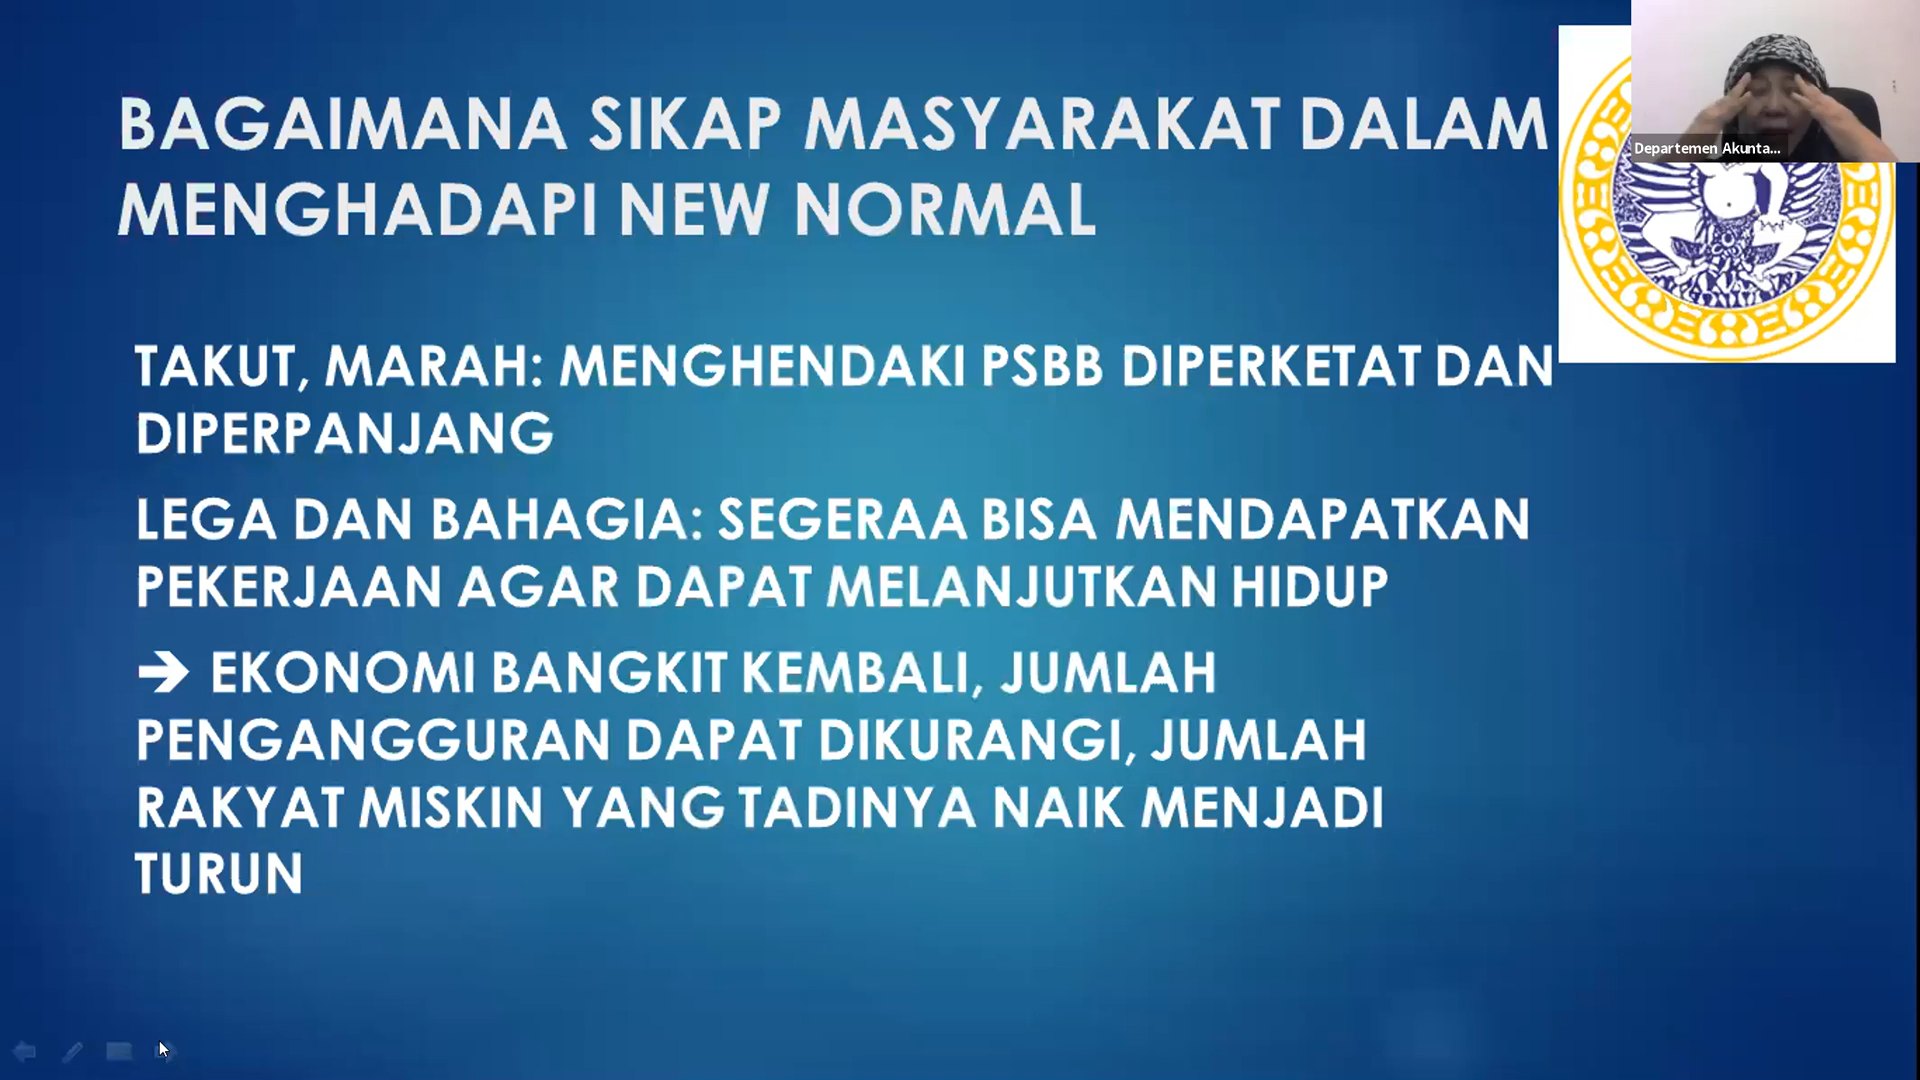 BAGAIMANA SIKAP MASYARAKAT DALAM
MENGHADAPI NEW NORMAL
Departemen Akunta...
TAKUT, MARAH: MENGHENDAKI PSBB DIPERKETAT DAN
DIPERPANJANG
LEGA DAN BAHAGIA: SEGERAA BISA MENDAPATKAN
PEKERJAAN AGAR DAPAT MELANJUTKAN HIDUP
➔ EKONOMI BANGKIT KEMBALI, JUMLAH
PENGANGGURAN DAPAT DIKURANGI, JUMLAH
RAKYAT MISKIN YANG TADINYA NAIK MENJADI
TURUN